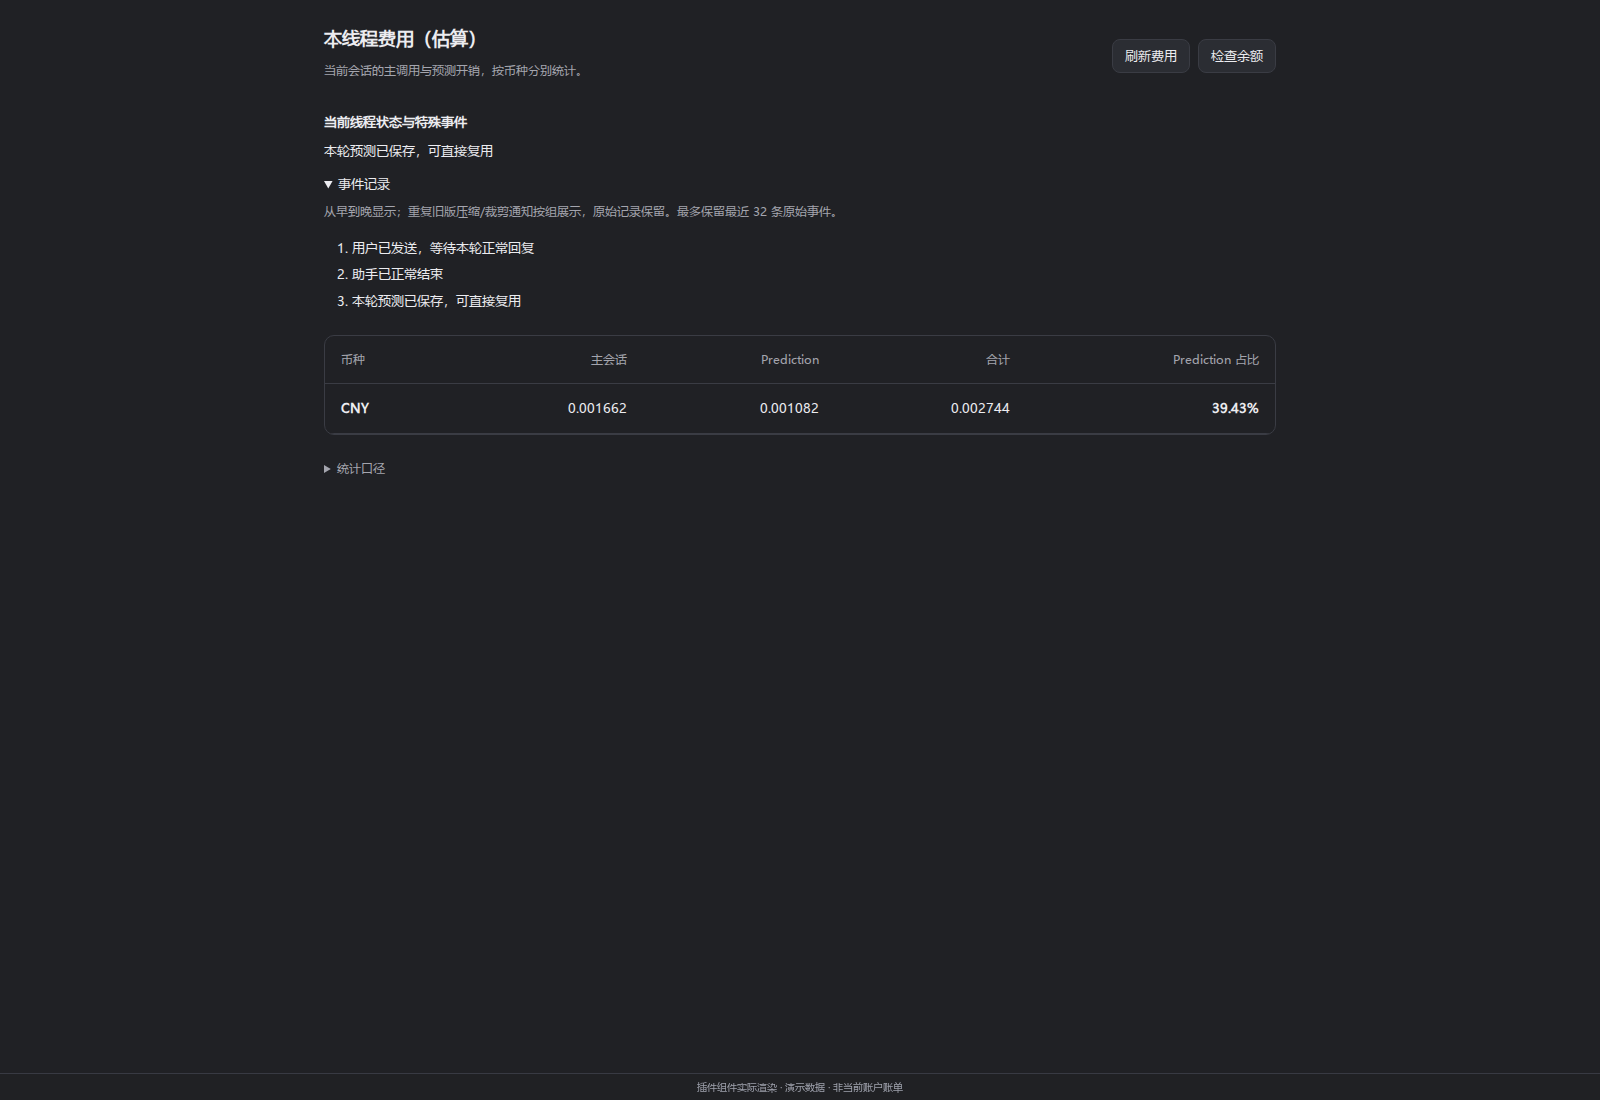 本线程费用（估算）
当前会话的主调用与预测开销，按币种分别统计。
刷新费用
检查余额
当前线程状态与特殊事件
本轮预测已保存，可直接复用
▼ 事件记录
从早到晚显示；重复旧版压缩/裁剪通知按组展示，原始记录保留。最多保留最近 32 条原始事件。
1. 用户已发送，等待本轮正常回复
2. 助手已正常结束
3. 本轮预测已保存，可直接复用
币种 主会话 Prediction 合计 Prediction 占比
CNY 0.001662 0.001082 0.002744 39.43%
▶ 统计口径
插件组件实际渲染 · 演示数据 · 非当前账户账单